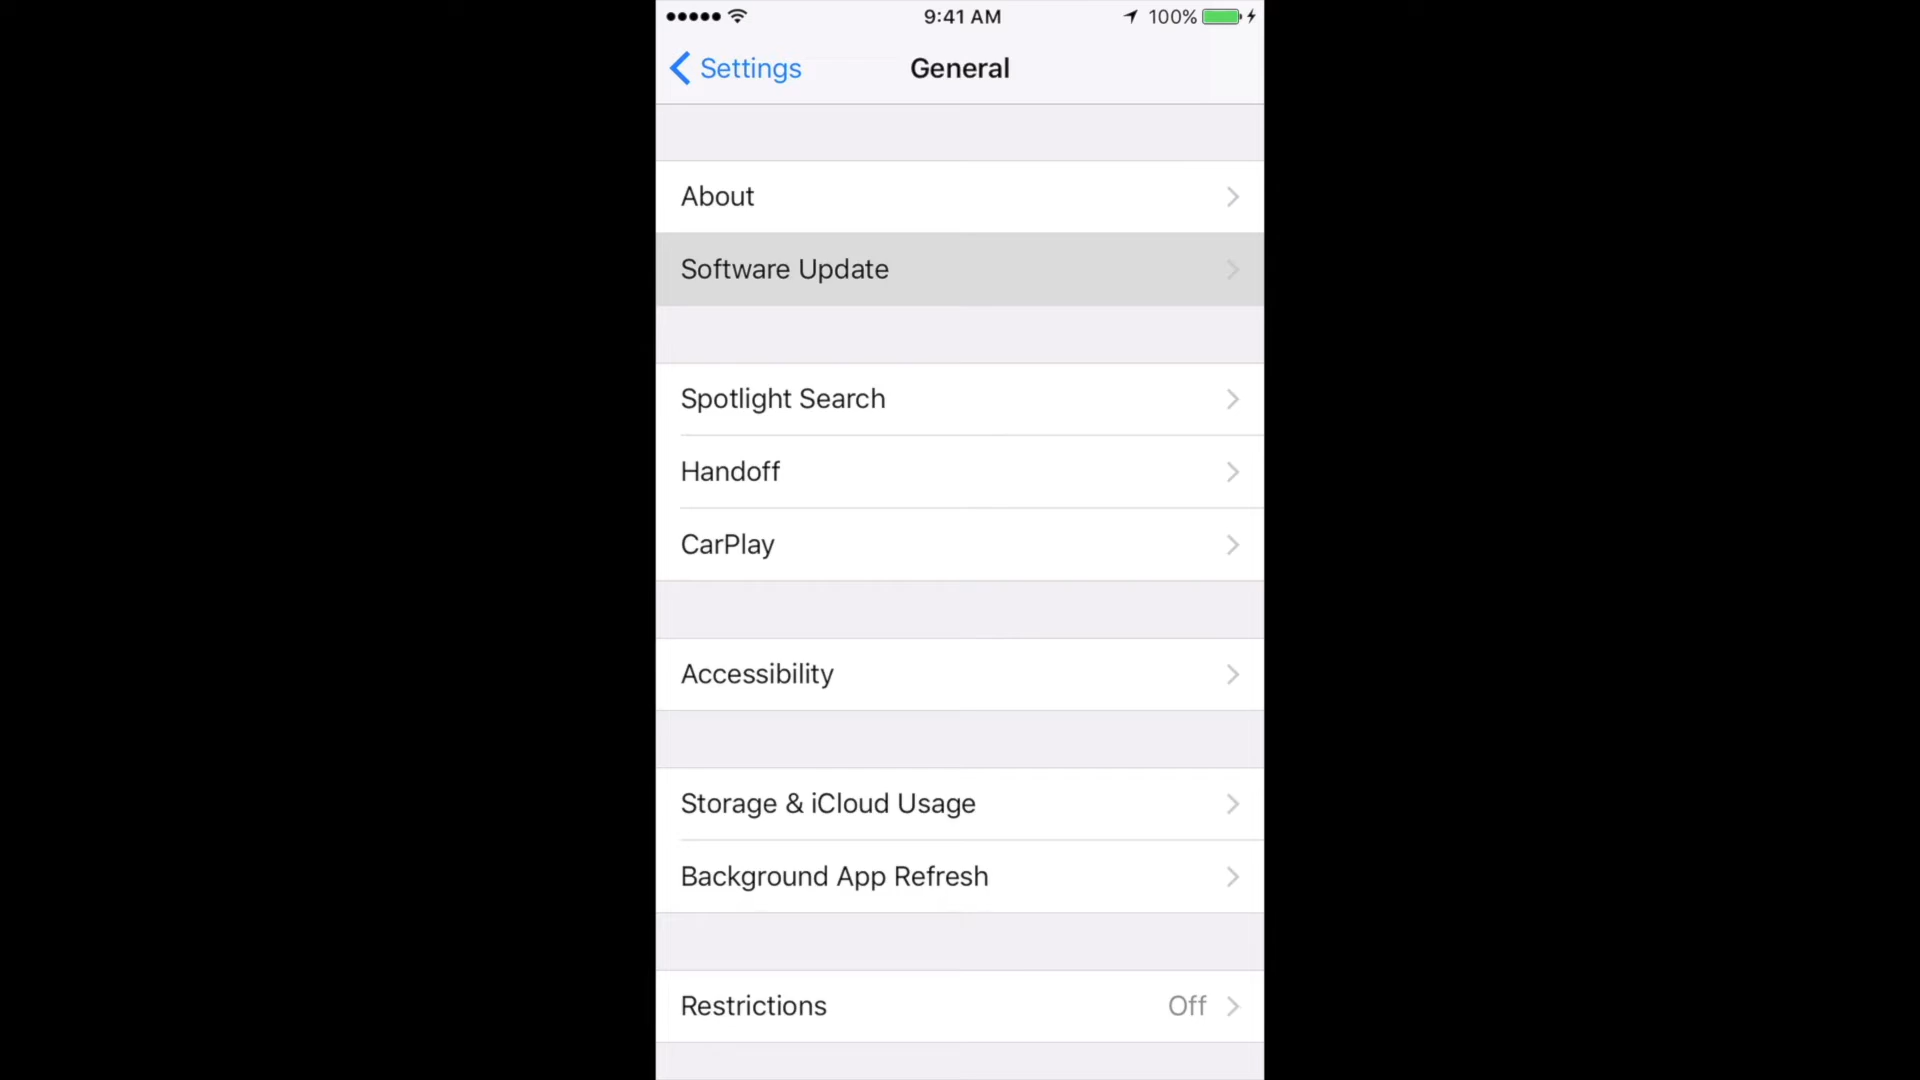 9:41 AM
100%
Settings
General
About
Software Update
Spotlight Search
Handoff
CarPlay
Accessibility
Storage & iCloud Usage
Background App Refresh
Restrictions Off